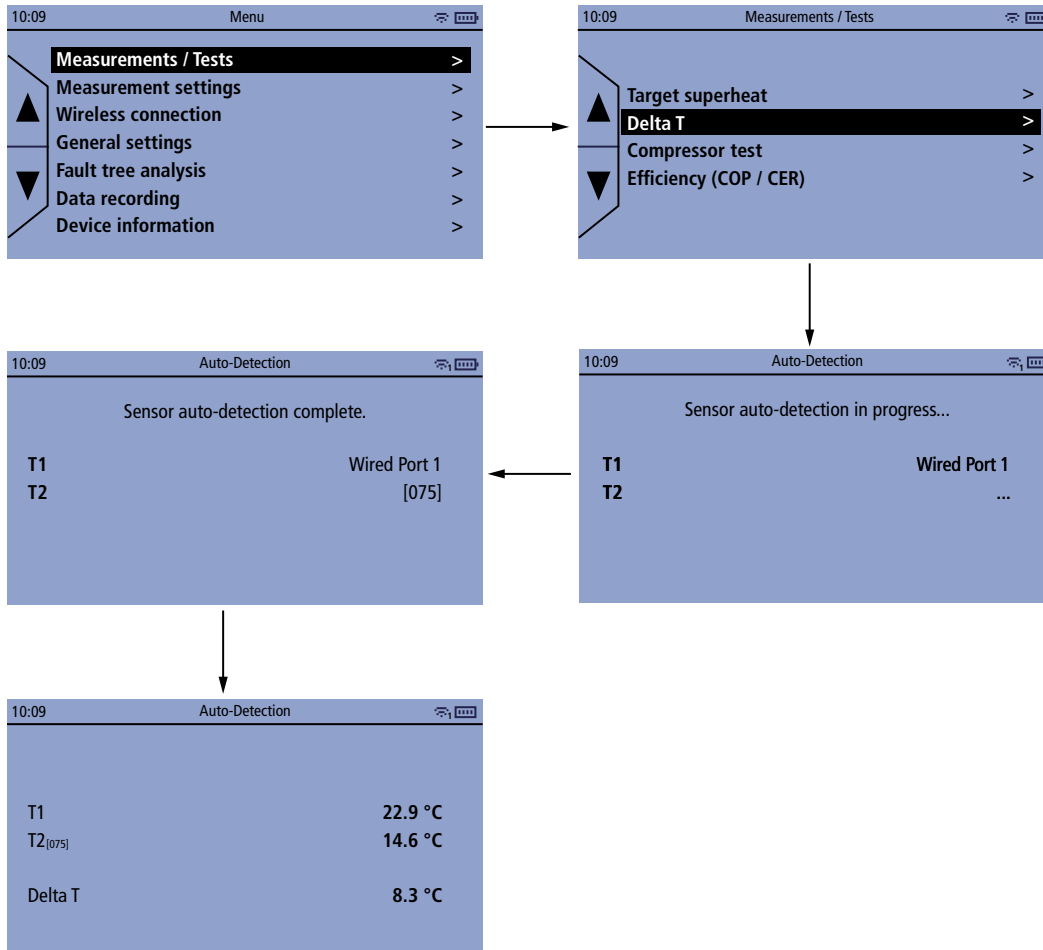 10:09 Menu
Measurements / Tests >
Measurement settings >
Wireless connection >
General settings >
Fault tree analysis >
Data recording >
Device information >
10:09 Measurements / Tests
Target superheat >
Delta T >
Compressor test >
Efficiency (COP / CER) >
10:09 Auto-Detection 1
Sensor auto-detection in progress...
T1 Wired Port 1
T2 ...
10:09 Auto-Detection 1
Sensor auto-detection complete.
T1 Wired Port 1
T2 [075]
10:09 Auto-Detection 1
T1 22.9 °C
T2[075] 14.6 °C
Delta T 8.3 °C